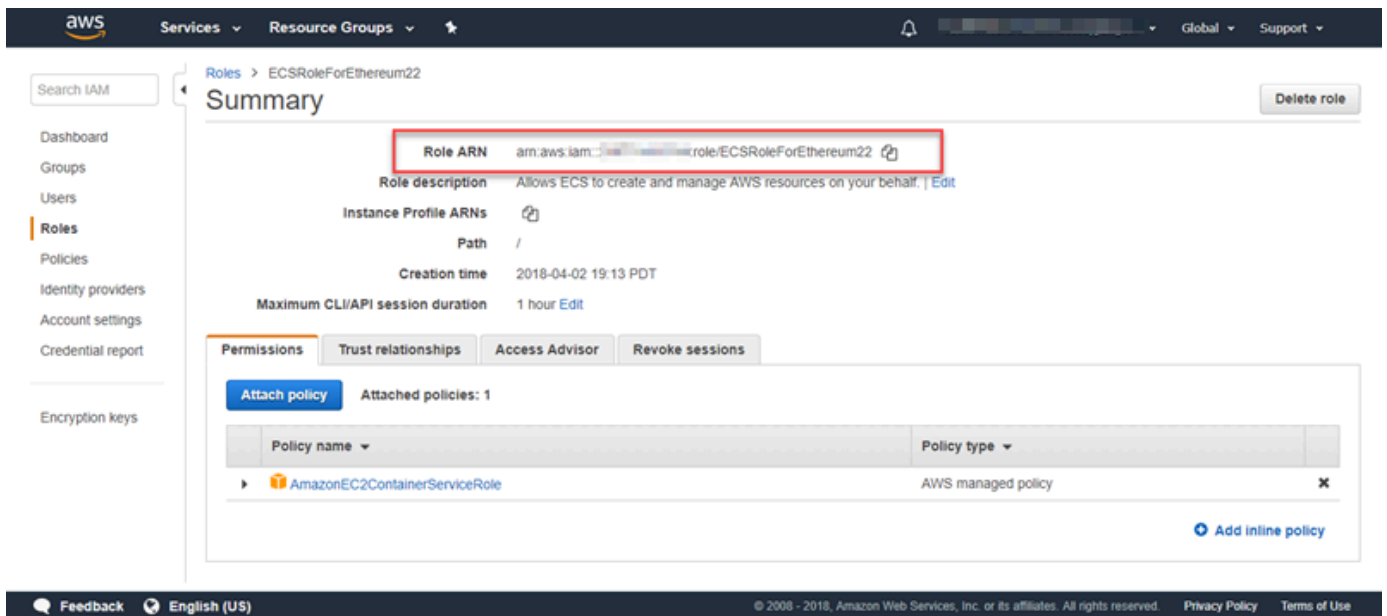 aws Services Resource Groups Global Support
Search IAM
Dashboard
Groups
Users
Roles
Policies
Identity providers
Account settings
Credential report
Encryption keys
Roles > ECSRoleForEthereum22
Summary
Delete role
Role ARN arn:aws:iam:: :role/ECSRoleForEthereum22
Role description Allows ECS to create and manage AWS resources on your behalf. | Edit
Instance Profile ARNs
Path /
Creation time 2018-04-02 19:13 PDT
Maximum CLI/API session duration 1 hour Edit
Permissions Trust relationships Access Advisor Revoke sessions
Attach policy Attached policies: 1
Policy name Policy type
AmazonEC2ContainerServiceRole AWS managed policy
Add inline policy
Feedback English (US) © 2008 - 2018, Amazon Web Services, Inc. or its affiliates. All rights reserved. Privacy Policy Terms of Use